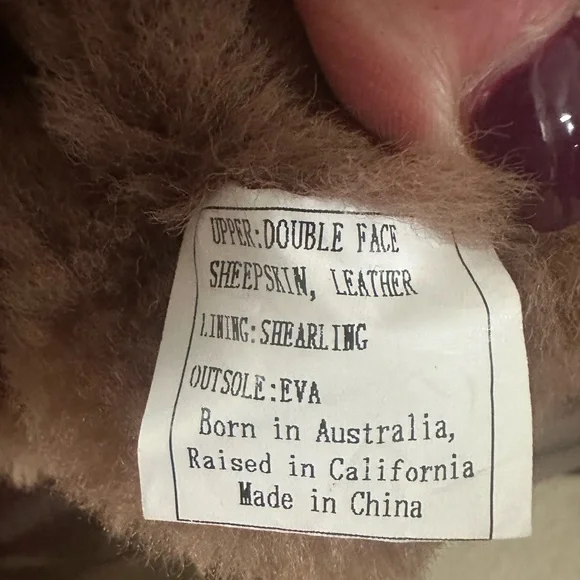 UPPER:DOUBLE FACE
SHEEPSKIN, LEATHER
LINING:SHEARLING
OUTSOLE:EVA
Born in Australia,
Raised in California
Made in China